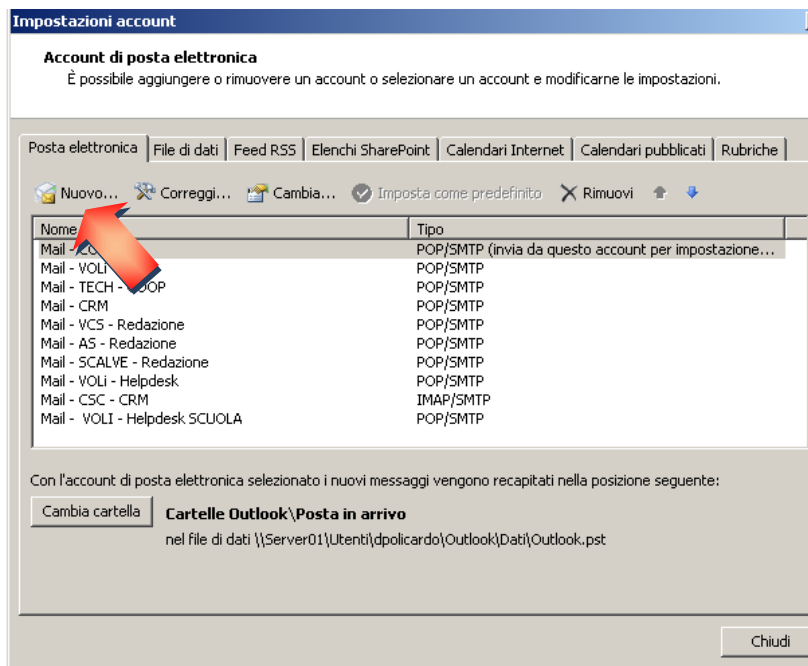 Impostazioni account
Account di posta elettronica
È possibile aggiungere o rimuovere un account o selezionare un account e modificarne le impostazioni.
Posta elettronica File di dati Feed RSS Elenchi SharePoint Calendari Internet Calendari pubblicati Rubriche
Nuovo... Correggi... Cambia... Imposta come predefinito Rimuovi
Nome Tipo
Mail - POP/SMTP (invia da questo account per impostazione...
Mail - VOLi POP/SMTP
Mail - TECH - POP/SMTP
Mail - CRM POP/SMTP
Mail - VCS - Redazione POP/SMTP
Mail - AS - Redazione POP/SMTP
Mail - SCALVE - Redazione POP/SMTP
Mail - VOLi - Helpdesk POP/SMTP
Mail - CSC - CRM IMAP/SMTP
Mail - VOLI - Helpdesk SCUOLA POP/SMTP
Con l'account di posta elettronica selezionato i nuovi messaggi vengono recapitati nella posizione seguente:
Cambia cartella Cartelle Outlook\Posta in arrivo
nel file di dati \\Server01\Utenti\dpolicardo\Outlook\Dati\Outlook.pst
Chiudi